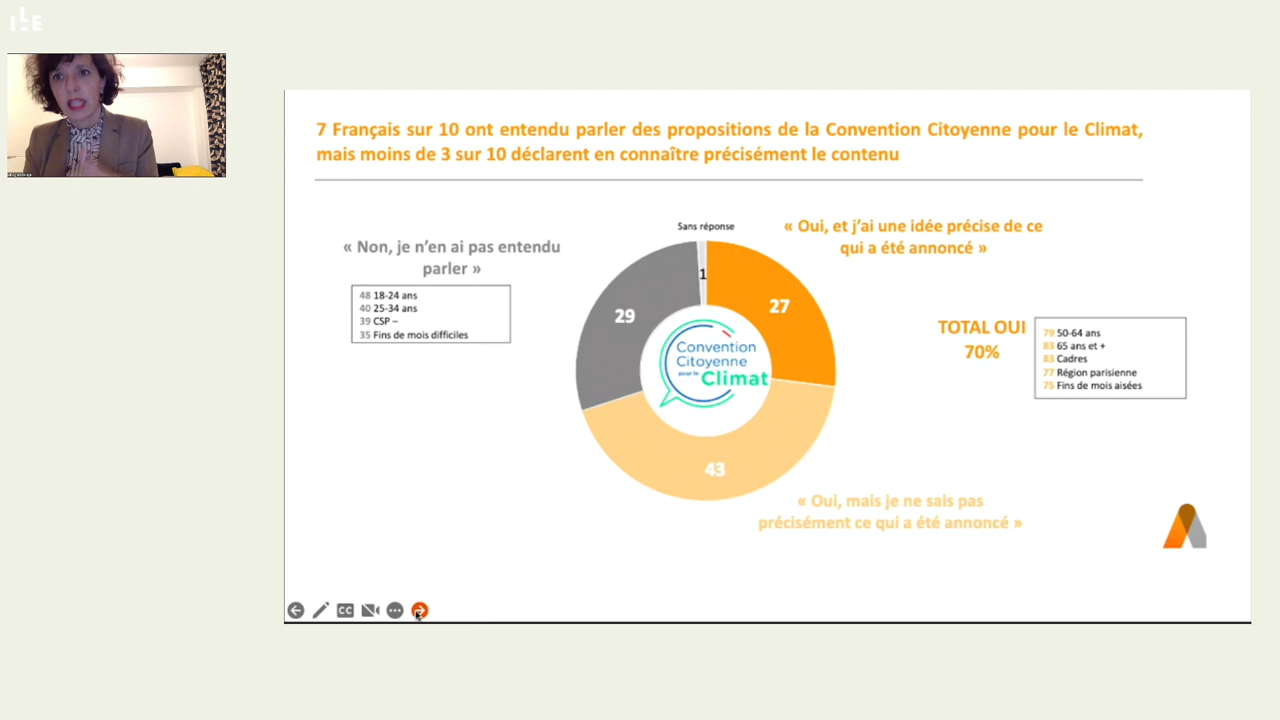 ILE
7 Français sur 10 ont entendu parler des propositions de la Convention Citoyenne pour le Climat,
mais moins de 3 sur 10 déclarent en connaître précisément le contenu
« Non, je n'en ai pas entendu
parler »
48 18-24 ans
40 25-34 ans
39 CSP –
35 Fins de mois difficiles
Sans réponse
1
29
27
43
Convention
Citoyenne
pour le Climat
« Oui, et j'ai une idée précise de ce
qui a été annoncé »
TOTAL OUI
70%
79 50-64 ans
83 65 ans et +
83 Cadres
77 Région parisienne
75 Fins de mois aisées
« Oui, mais je ne sais pas
précisément ce qui a été annoncé »
CC